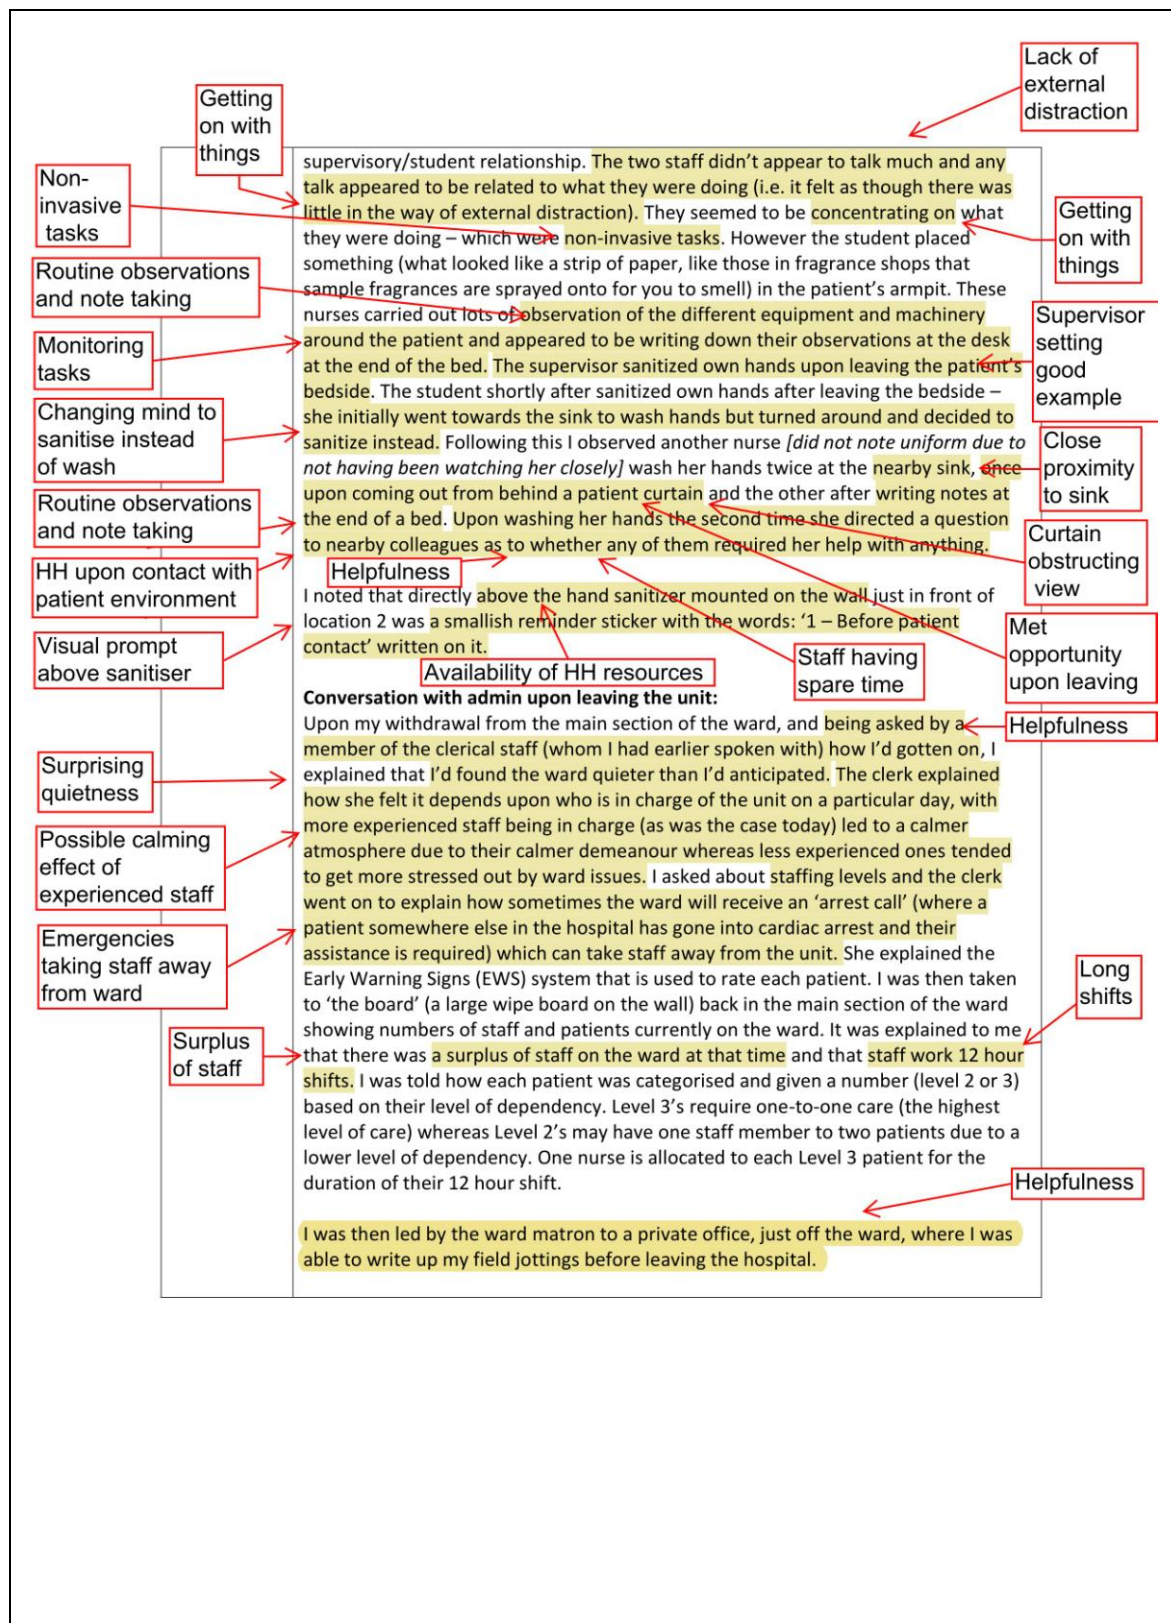 Lack of
external
distraction
Getting
on with
things
Non-
invasive
tasks
Routine observations
and note taking
Monitoring
tasks
Changing mind to
sanitise instead
of wash
Routine observations
and note taking
HH upon contact with
patient environment
Visual prompt
above sanitiser
Surprising
quietness
Possible calming
effect of
experienced staff
Emergencies
taking staff away
from ward
Surplus
of staff
supervisory/student relationship. The two staff didn't appear to talk much and any
talk appeared to be related to what they were doing (i.e. it felt as though there was
little in the way of external distraction). They seemed to be concentrating on what
they were doing – which were non-invasive tasks. However the student placed
something (what looked like a strip of paper, like those in fragrance shops that
sample fragrances are sprayed onto for you to smell) in the patient's armpit. These
nurses carried out lots of observation of the different equipment and machinery
around the patient and appeared to be writing down their observations at the desk
at the end of the bed. The supervisor sanitized own hands upon leaving the patient's
bedside. The student shortly after sanitized own hands after leaving the bedside –
she initially went towards the sink to wash hands but turned around and decided to
sanitize instead. Following this I observed another nurse [did not note uniform due to
not having been watching her closely] wash her hands twice at the nearby sink, once
upon coming out from behind a patient curtain and the other after writing notes at
the end of a bed. Upon washing her hands the second time she directed a question
to nearby colleagues as to whether any of them required her help with anything.
Helpfulness
I noted that directly above the hand sanitizer mounted on the wall just in front of
location 2 was a smallish reminder sticker with the words: '1 – Before patient
contact' written on it.
Availability of HH resources
Staff having
spare time
Conversation with admin upon leaving the unit:
Upon my withdrawal from the main section of the ward, and being asked by a
member of the clerical staff (whom I had earlier spoken with) how I'd gotten on, I
explained that I'd found the ward quieter than I'd anticipated. The clerk explained
how she felt it depends upon who is in charge of the unit on a particular day, with
more experienced staff being in charge (as was the case today) led to a calmer
atmosphere due to their calmer demeanour whereas less experienced ones tended
to get more stressed out by ward issues. I asked about staffing levels and the clerk
went on to explain how sometimes the ward will receive an 'arrest call' (where a
patient somewhere else in the hospital has gone into cardiac arrest and their
assistance is required) which can take staff away from the unit. She explained the
Early Warning Signs (EWS) system that is used to rate each patient. I was then taken
to 'the board' (a large wipe board on the wall) back in the main section of the ward
showing numbers of staff and patients currently on the ward. It was explained to me
that there was a surplus of staff on the ward at that time and that staff work 12 hour
shifts. I was told how each patient was categorised and given a number (level 2 or 3)
based on their level of dependency. Level 3's require one-to-one care (the highest
level of care) whereas Level 2's may have one staff member to two patients due to a
lower level of dependency. One nurse is allocated to each Level 3 patient for the
duration of their 12 hour shift.
I was then led by the ward matron to a private office, just off the ward, where I was
able to write up my field jottings before leaving the hospital.
Getting
on with
things
Supervisor
setting
good
example
Close
proximity
to sink
Curtain
obstructing
view
Met
opportunity
upon leaving
Helpfulness
Long
shifts
Helpfulness